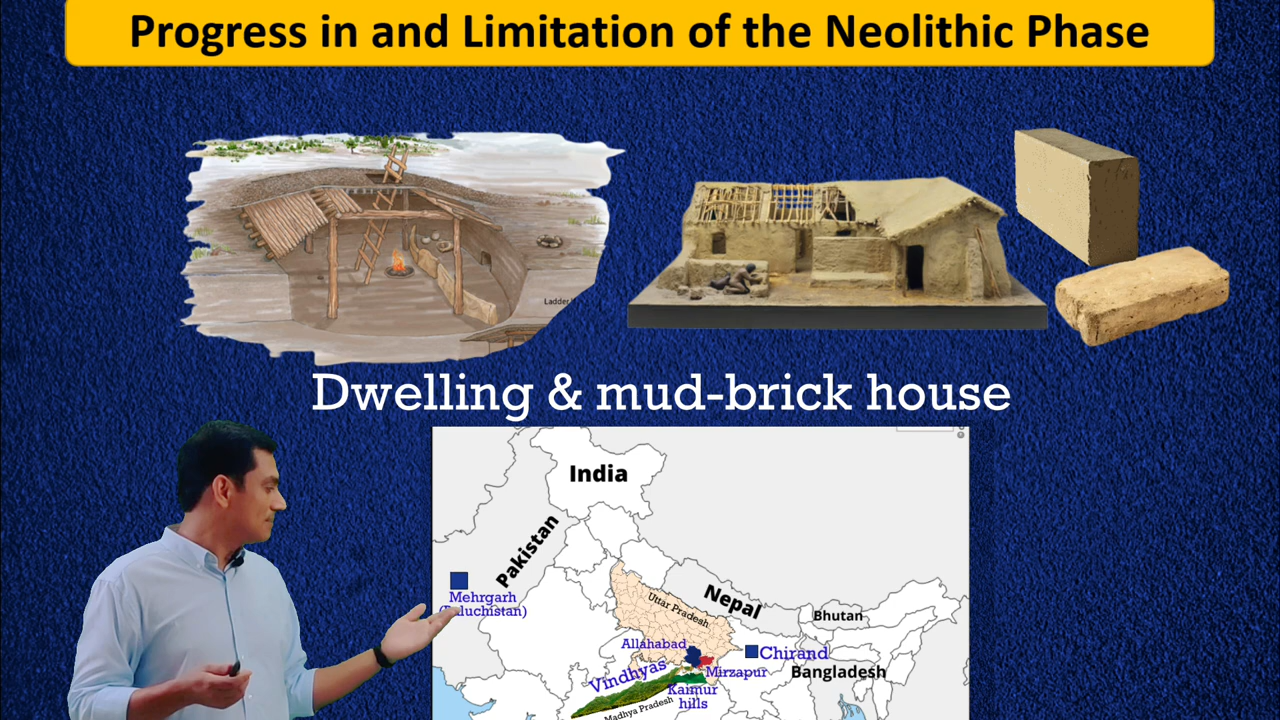 Progress in and Limitation of the Neolithic Phase
Ladder
Dwelling & mud-brick house
India
Pakistan
Mehrgarh
Nepal
Uttar Pradesh
Bhutan
Allahabad
Chirand
Mirzapur
Bangladesh
Vindhyas
Kaimur
hills
Madhya Pradesh